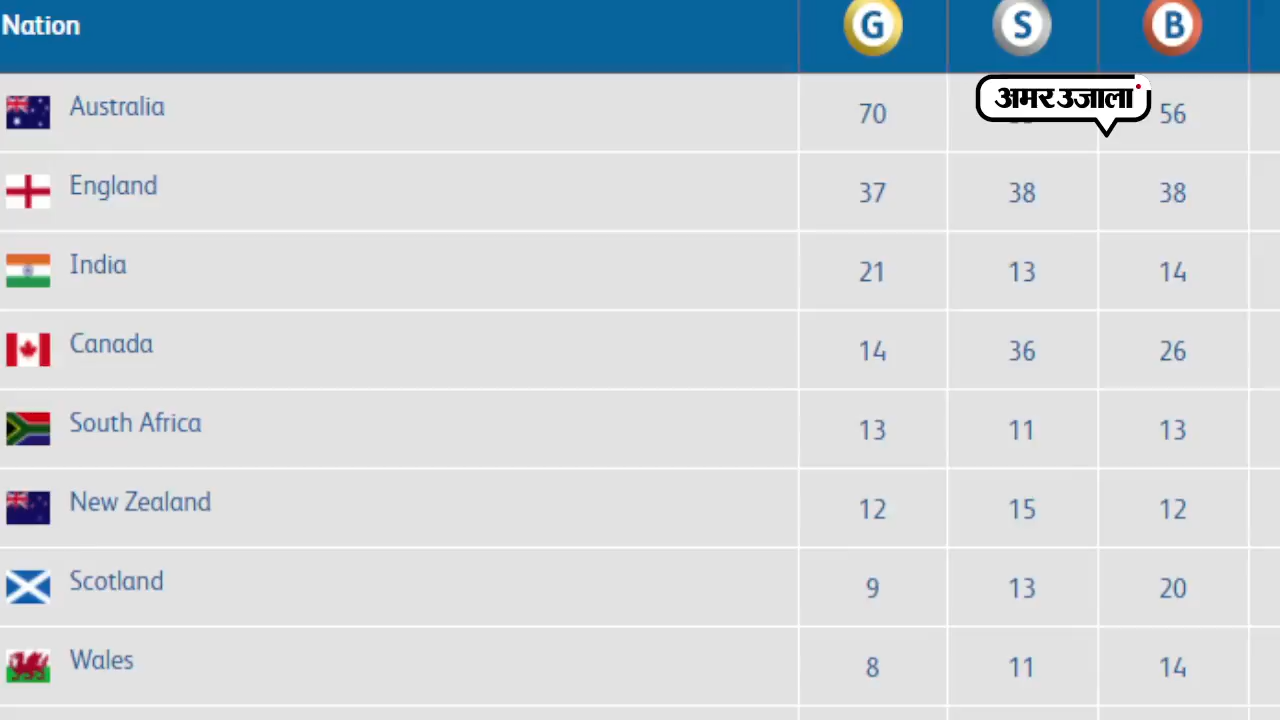 Nation G S B
अमर उजाला
Australia 70 56
England 37 38 38
India 21 13 14
Canada 14 36 26
South Africa 13 11 13
New Zealand 12 15 12
Scotland 9 13 20
Wales 8 11 14